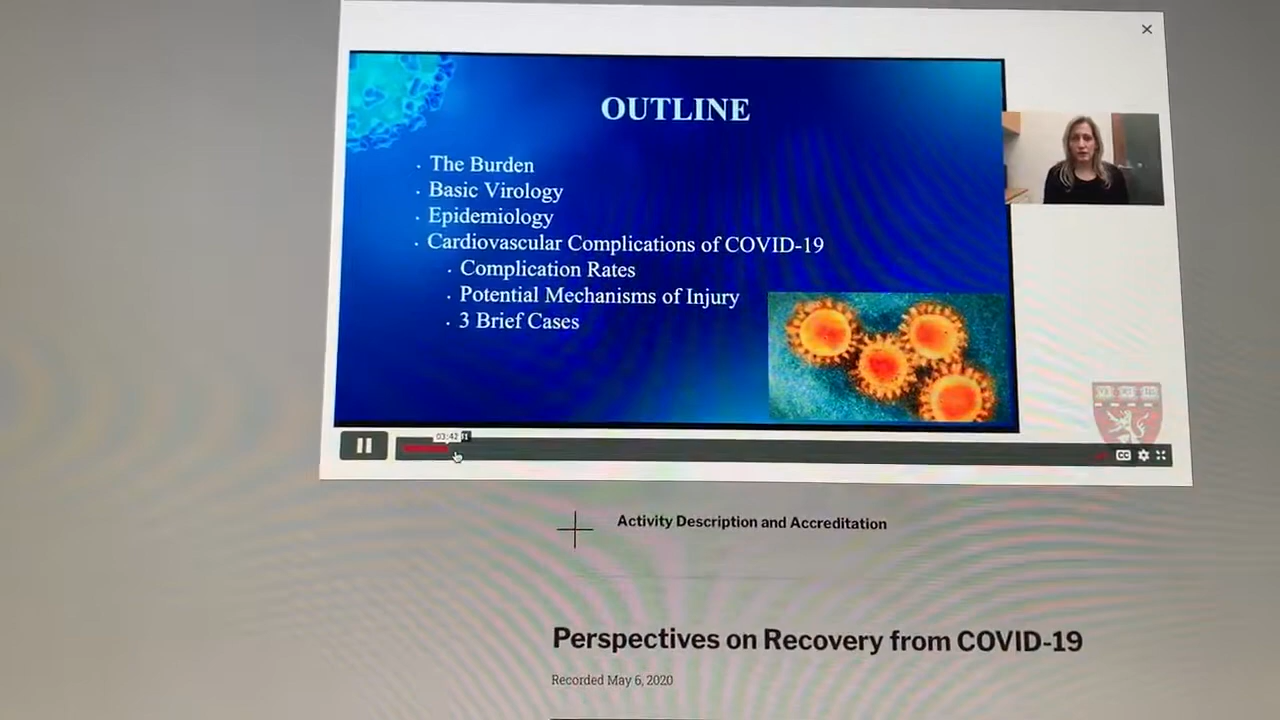 OUTLINE
· The Burden
· Basic Virology
· Epidemiology
· Cardiovascular Complications of COVID-19
· Complication Rates
· Potential Mechanisms of Injury
· 3 Brief Cases
03:42
CC
Activity Description and Accreditation
Perspectives on Recovery from COVID-19
Recorded May 6, 2020